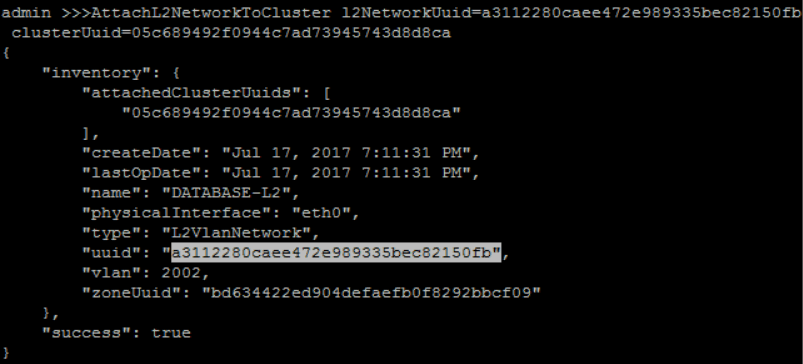 admin >>>AttachL2NetworkToCluster l2NetworkUuid=a3112280caee472e989335bec82150fb
clusterUuid=05c689492f0944c7ad73945743d8d8ca
{
    "inventory": {
        "attachedClusterUuids": [
            "05c689492f0944c7ad73945743d8d8ca"
        ],
        "createDate": "Jul 17, 2017 7:11:31 PM",
        "lastOpDate": "Jul 17, 2017 7:11:31 PM",
        "name": "DATABASE-L2",
        "physicalInterface": "eth0",
        "type": "L2VlanNetwork",
        "uuid": "a3112280caee472e989335bec82150fb",
        "vlan": 2002,
        "zoneUuid": "bd634422ed904defaefb0f8292bbcf09"
    },
    "success": true
}